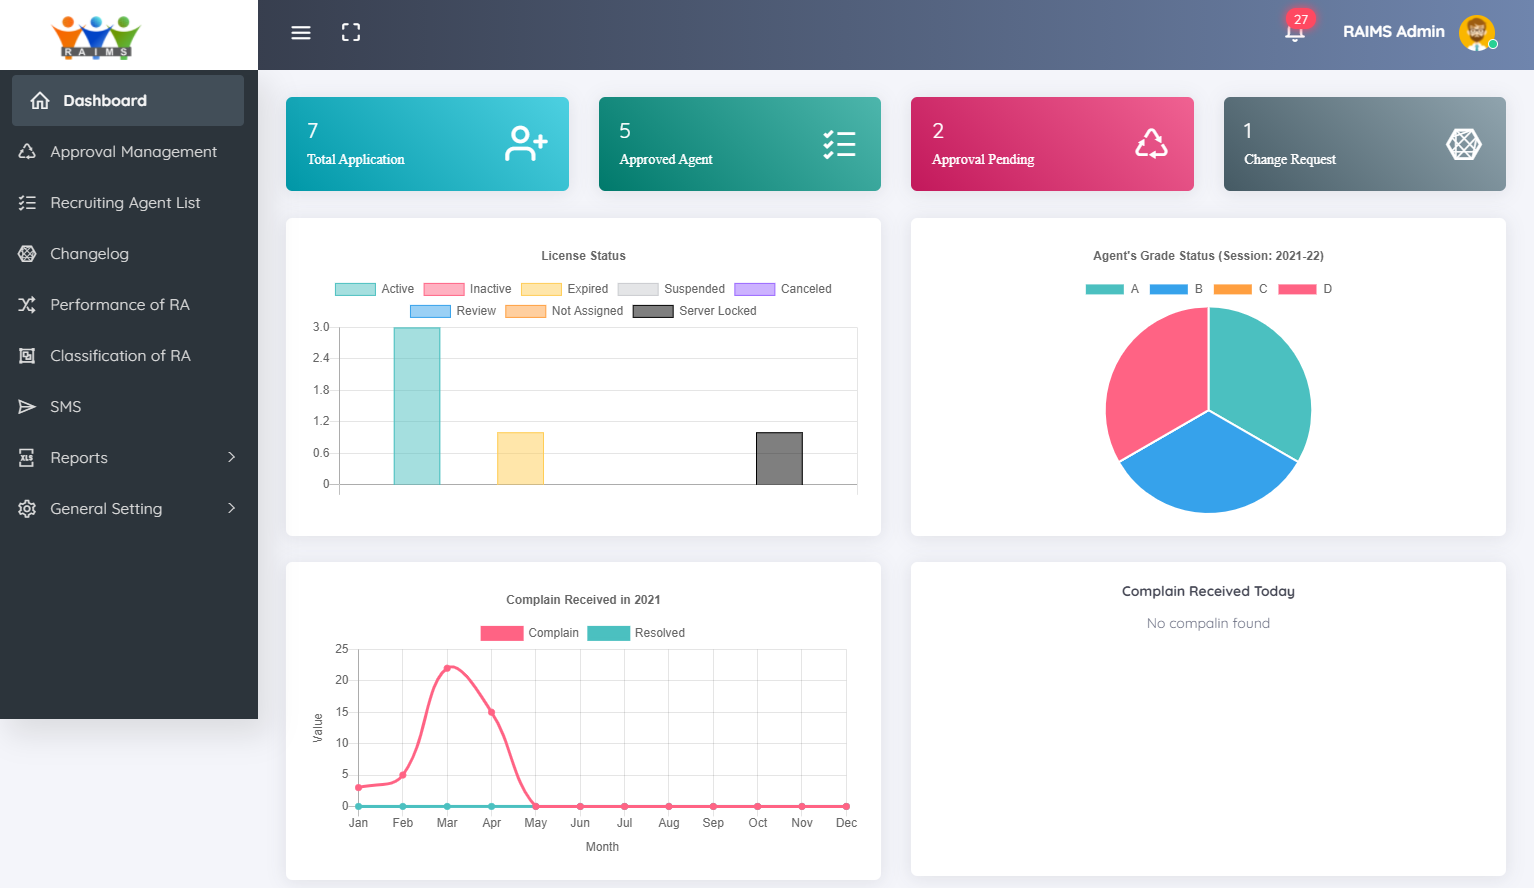 RAIMS
27
RAIMS Admin
Dashboard
Approval Management
Recruiting Agent List
Changelog
Performance of RA
Classification of RA
SMS
XLS Reports
General Setting
7
Total Application
5
Approved Agent
2
Approval Pending
1
Change Request
License Status
Active Inactive Expired Suspended Canceled
Review Not Assigned Server Locked
3.0
2.4
1.8
1.2
0.6
0
Agent's Grade Status (Session: 2021-22)
A B C D
Complain Received in 2021
Complain Resolved
25
20
15
10
5
0
Value
Jan Feb Mar Apr May Jun Jul Aug Sep Oct Nov Dec
Month
Complain Received Today
No compalin found